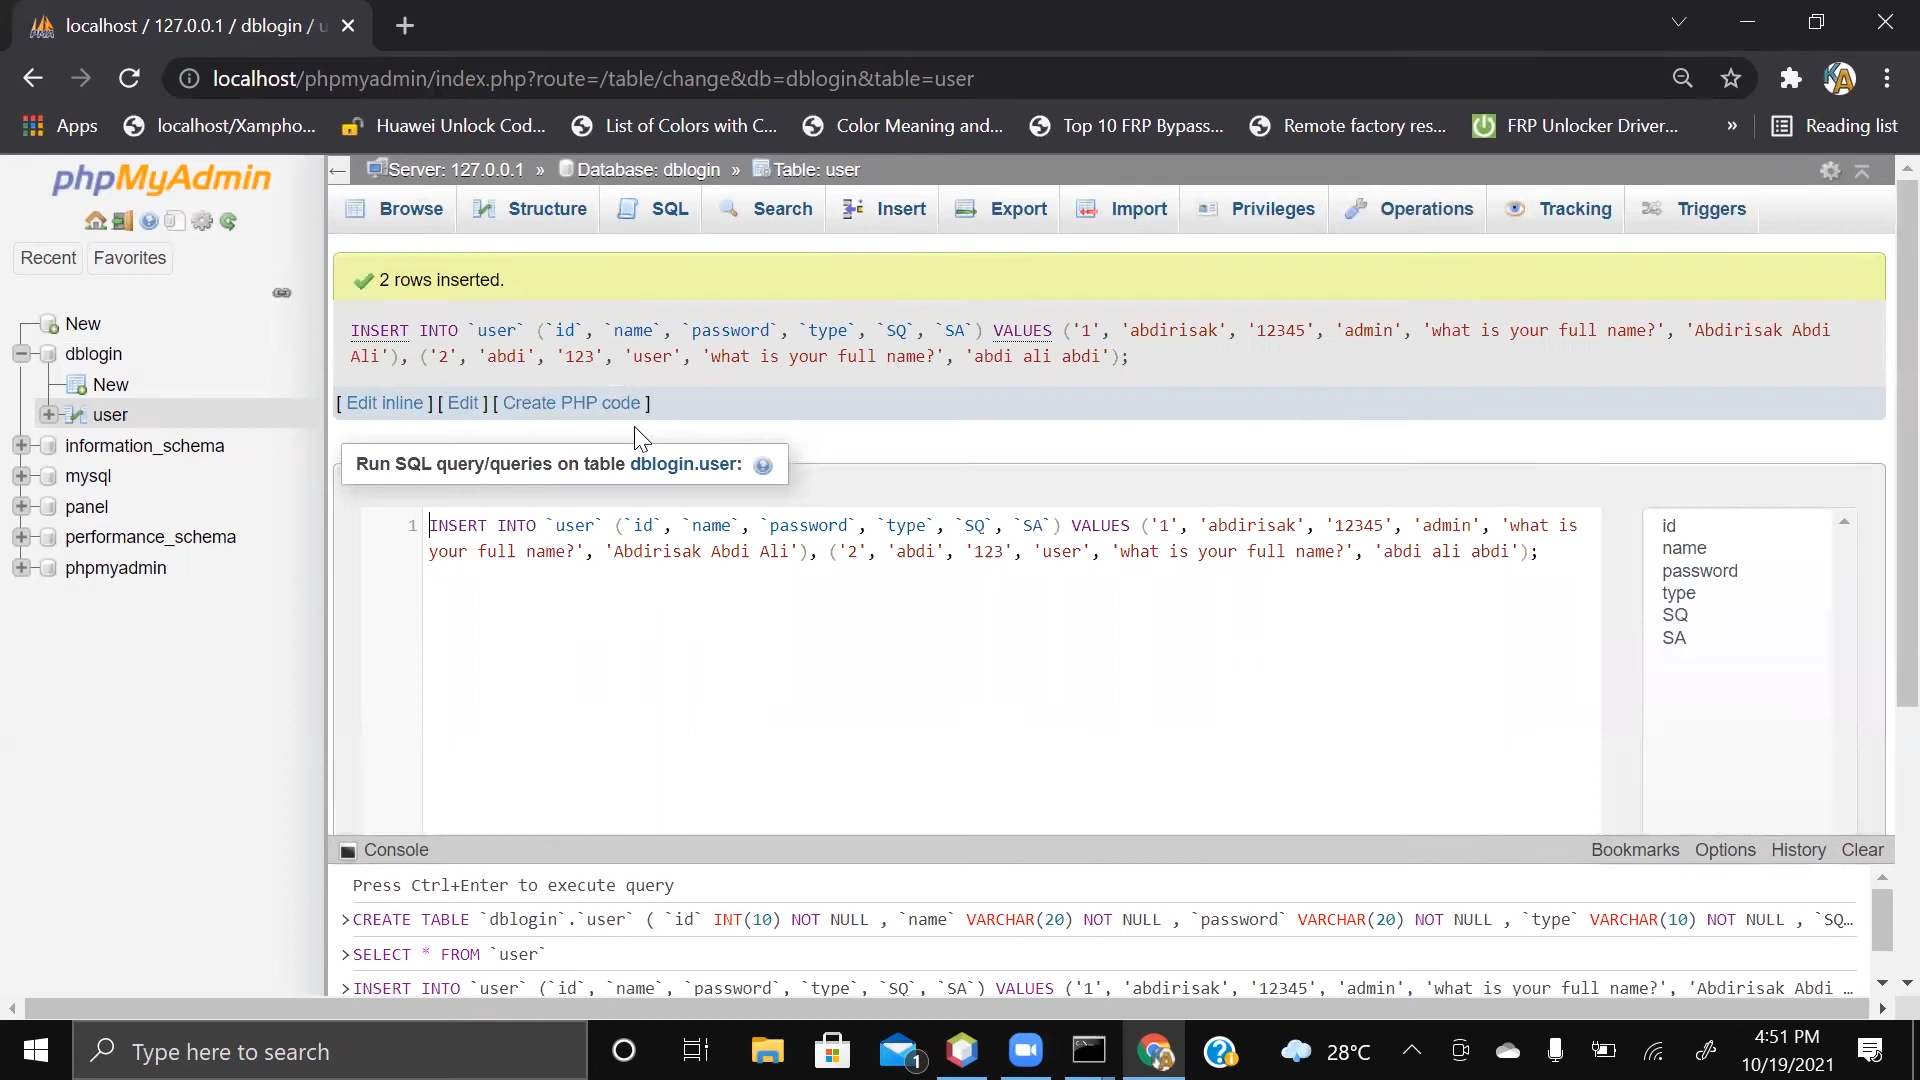 localhost / 127.0.0.1 / dblogin / u
localhost/phpmyadmin/index.php?route=/table/change&db=dblogin&table=user
Apps localhost/Xampho... Huawei Unlock Cod... List of Colors with C... Color Meaning and... Top 10 FRP Bypass... Remote factory res... FRP Unlocker Driver... » Reading list
phpMyAdmin
Recent Favorites
New
dblogin
New
user
information_schema
mysql
panel
performance_schema
phpmyadmin
Server: 127.0.0.1 » Database: dblogin » Table: user
Browse Structure SQL Search Insert Export Import Privileges Operations Tracking Triggers
2 rows inserted.
INSERT INTO `user` (`id`, `name`, `password`, `type`, `SQ`, `SA`) VALUES ('1', 'abdirisak', '12345', 'admin', 'what is your full name?', 'Abdirisak Abdi
Ali'), ('2', 'abdi', '123', 'user', 'what is your full name?', 'abdi ali abdi');
[ Edit inline ] [ Edit ] [ Create PHP code ]
Run SQL query/queries on table dblogin.user:
1 INSERT INTO `user` (`id`, `name`, `password`, `type`, `SQ`, `SA`) VALUES ('1', 'abdirisak', '12345', 'admin', 'what is
your full name?', 'Abdirisak Abdi Ali'), ('2', 'abdi', '123', 'user', 'what is your full name?', 'abdi ali abdi');
id
name
password
type
SQ
SA
Console Bookmarks Options History Clear
Press Ctrl+Enter to execute query
>CREATE TABLE `dblogin`.`user` ( `id` INT(10) NOT NULL , `name` VARCHAR(20) NOT NULL , `password` VARCHAR(20) NOT NULL , `type` VARCHAR(10) NOT NULL , `SQ…
>SELECT * FROM `user`
>INSERT INTO `user` (`id`, `name`, `password`, `type`, `SQ`, `SA`) VALUES ('1', 'abdirisak', '12345', 'admin', 'what is your full name?', 'Abdirisak Abdi …
Type here to search 1 28°C 4:51 PM
10/19/2021